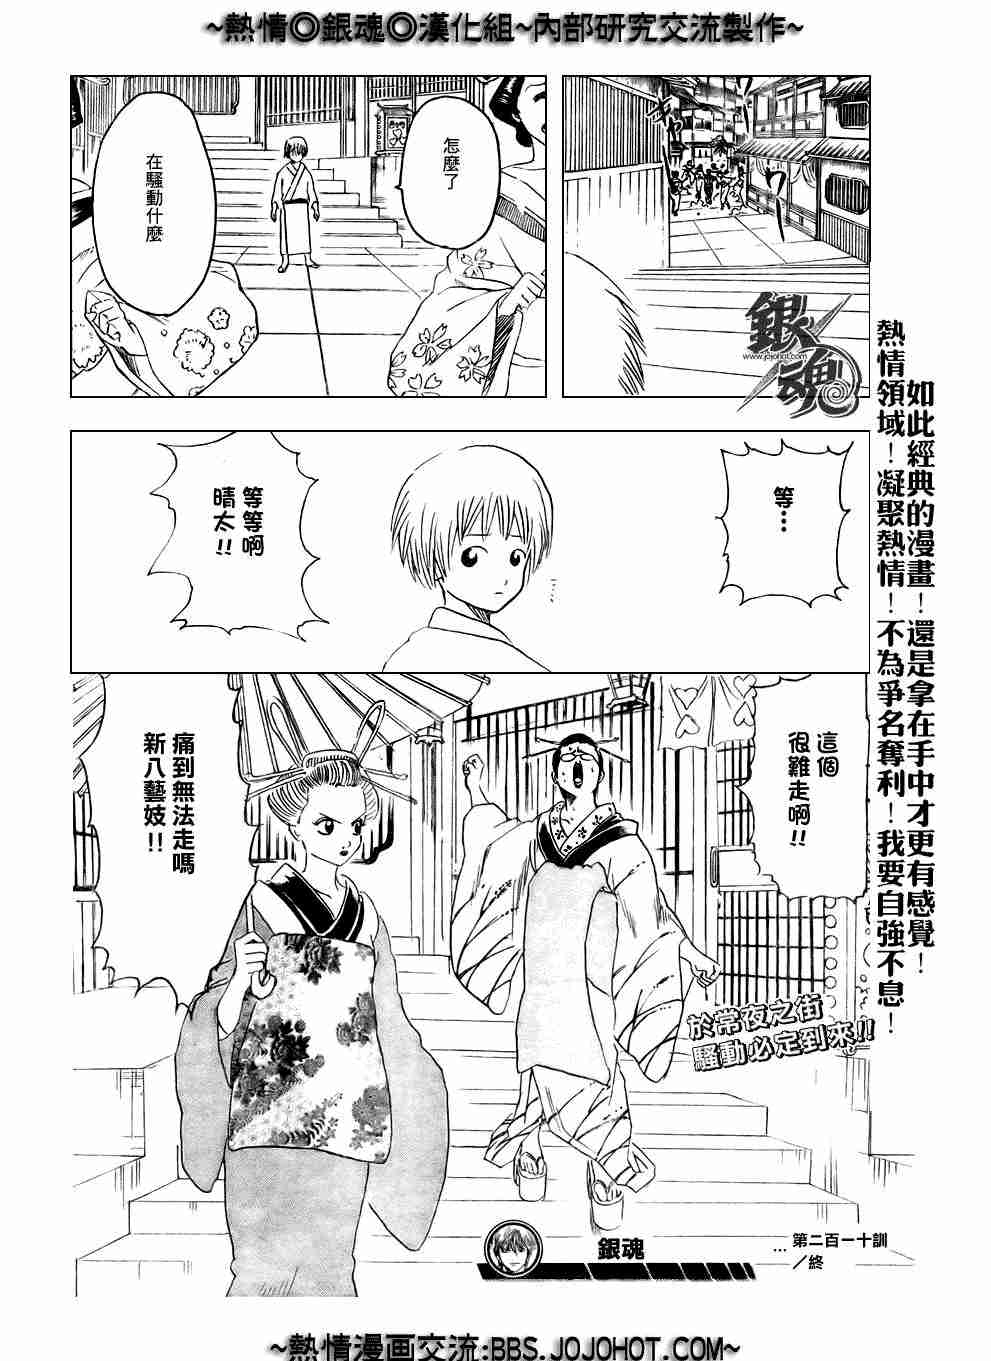 ~熱情◎銀魂◎漢化組~內部研究交流製作~
銀魂
www.jojohot.com
怎麼了
在騷動什麼
等…
等等啊
晴太!!
這個
很難走啊!!
痛到無法走嗎
新八藝妓!!
於常夜之街
騷動必定到來!!
如此經典的漫畫！還是拿在手中才更有感覺！
熱情領域！凝聚熱情！不為爭名奪利！我要自強不息！
銀魂
… 第二百一十訓
／終
~熱情漫画交流:BBS.JOJOHOT.COM~